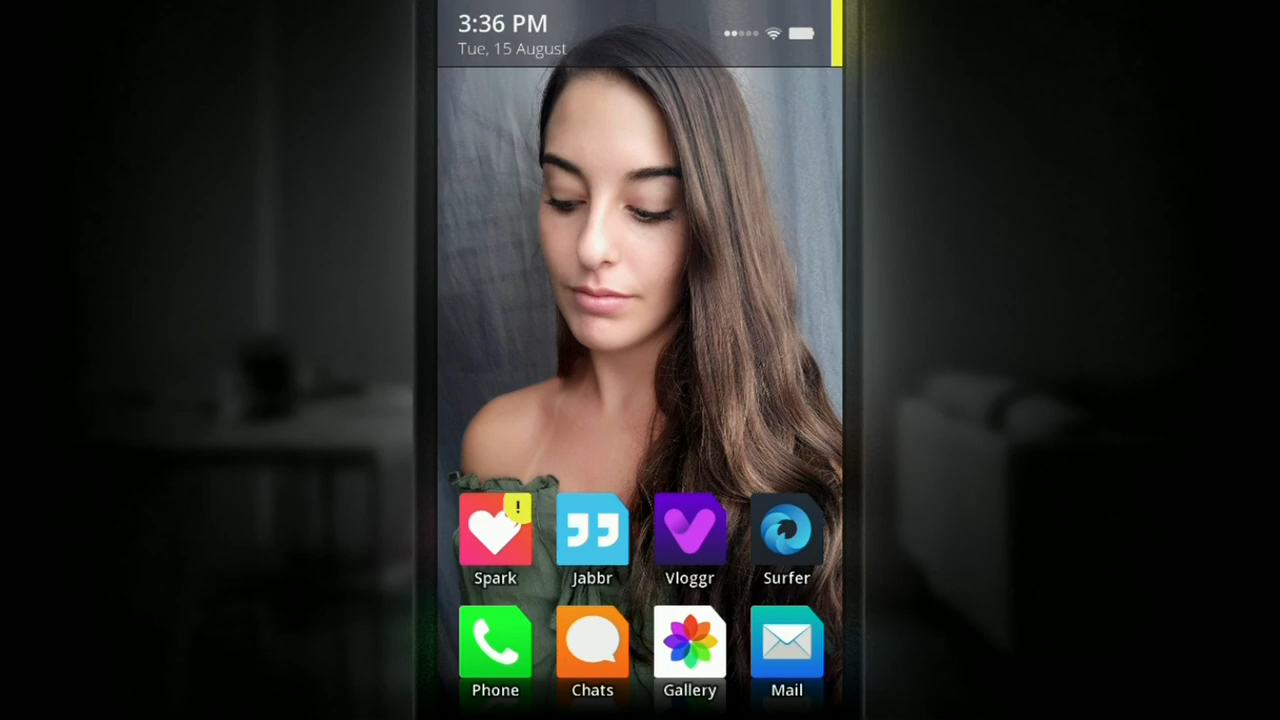 3:36 PM
Tue, 15 August
!
Spark
Jabbr
Vloggr
Surfer
Phone
Chats
Gallery
Mail